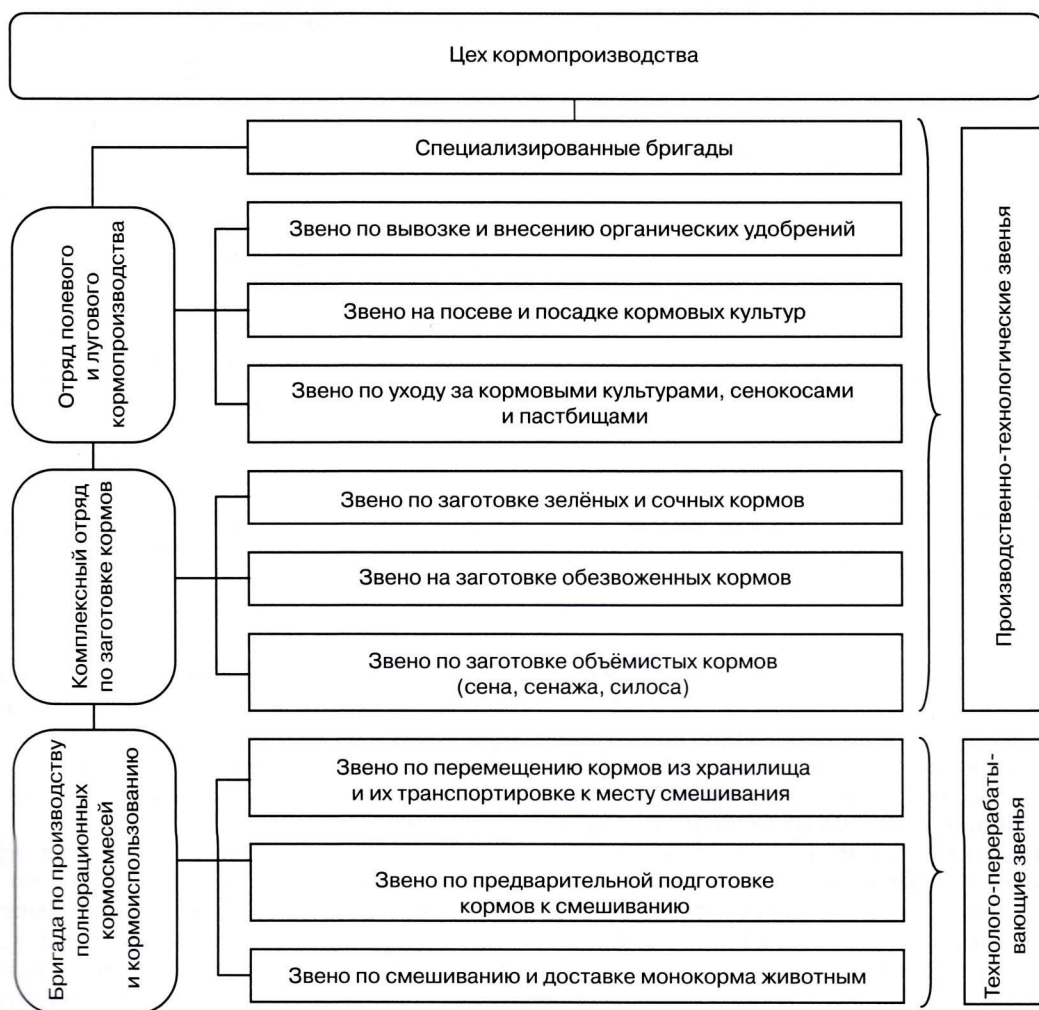 Цех кормопроизводства
Специализированные бригады
Отряд полевого
и лугового
кормопроизводства
Звено по вывозке и внесению органических удобрений
Звено на посеве и посадке кормовых культур
Звено по уходу за кормовыми культурами, сенокосами
и пастбищами
Комплексный отряд
по заготовке кормов
Звено по заготовке зелёных и сочных кормов
Звено на заготовке обезвоженных кормов
Звено по заготовке объёмистых кормов
(сена, сенажа, силоса)
Производственно-технологические звенья
Бригада по производству
полнорационных
кормосмесей
и кормоиспользованию
Звено по перемещению кормов из хранилища
и их транспортировке к месту смешивания
Звено по предварительной подготовке
кормов к смешиванию
Звено по смешиванию и доставке монокорма животным
Технолого-перерабаты-
вающие звенья